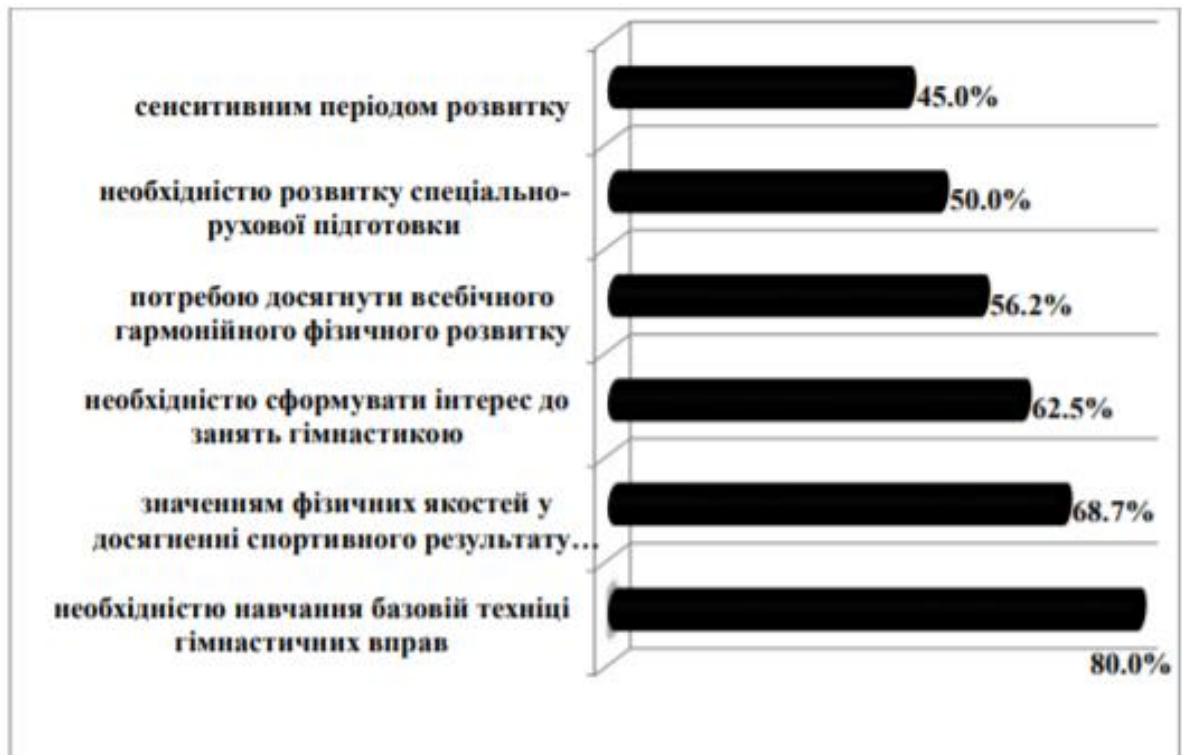 сенситивним періодом розвитку
45.0%
необхідністю розвитку спеціально-
рухової підготовки
50.0%
потребою досягнути всебічного
гармонійного фізичного розвитку
56.2%
необхідністю сформувати інтерес до
занять гімнастикою
62.5%
значенням фізичних якостей у
досягненні спортивного результату…
68.7%
необхідністю навчання базовій техніці
гімнастичних вправ
80.0%